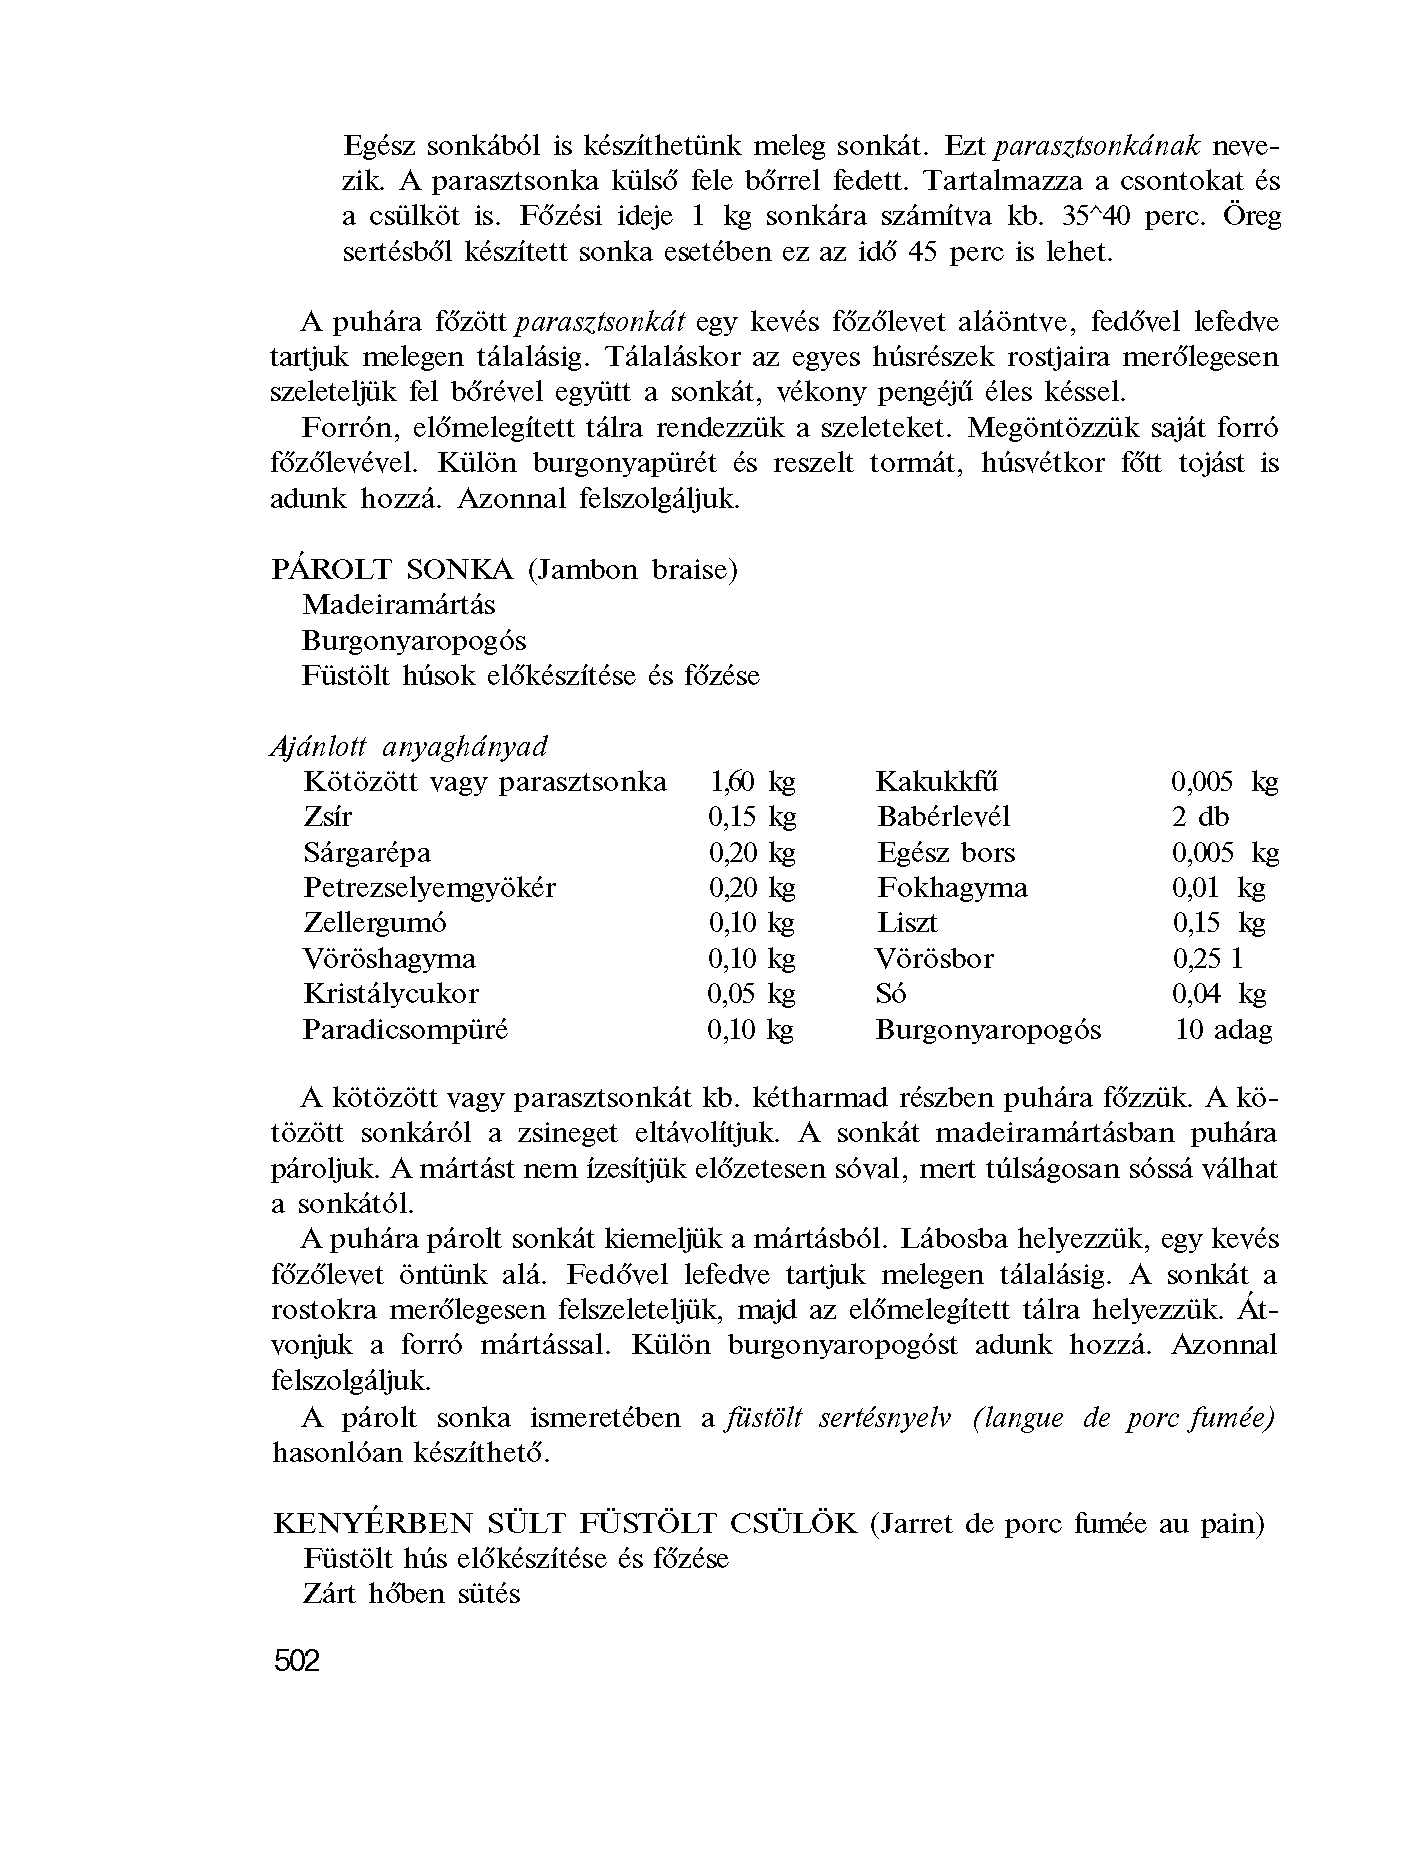 Egész sonkából is készíthetünk meleg sonkát. Ezt parasztsonkának neve-
zik. A parasztsonka külső fele bőrrel fedett. Tartalmazza a csontokat és
a csülköt is. Főzési ideje 1 kg sonkára számítva kb. 35^40 perc. Öreg
sertésből készített sonka esetében ez az idő 45 perc is lehet.
A puhára főzött parasztsonkát egy kevés főzőlevet aláöntve, fedővel lefedve
tartjuk melegen tálalásig. Tálaláskor az egyes húsrészek rostjaira merőlegesen
szeleteljük fel bőrével együtt a sonkát, vékony pengéjű éles késsel.
Forrón, előmelegített tálra rendezzük a szeleteket. Megöntözzük saját forró
főzőlevével. Külön burgonyapürét és reszelt tormát, húsvétkor főtt tojást is
adunk hozzá. Azonnal felszolgáljuk.
PÁROLT SONKA (Jambon braise)
Madeiramártás
Burgonyaropogós
Füstölt húsok előkészítése és főzése
Ajánlott anyaghányad
Kötözött vagy parasztsonka 1,60 kg Kakukkfű 0,005 kg
Zsír 0,15 kg Babérlevél 2 db
Sárgarépa 0,20 kg Egész bors 0,005 kg
Petrezselyemgyökér 0,20 kg Fokhagyma 0,01 kg
Zellergumó 0,10 kg Liszt 0,15 kg
Vöröshagyma 0,10 kg Vörösbor 0,25 l
Kristálycukor 0,05 kg Só 0,04 kg
Paradicsompüré 0,10 kg Burgonyaropogós 10 adag
A kötözött vagy parasztsonkát kb. kétharmad részben puhára főzzük. A kö-
tözött sonkáról a zsineget eltávolítjuk. A sonkát madeiramártásban puhára
pároljuk. A mártást nem ízesítjük előzetesen sóval, mert túlságosan sóssá válhat
a sonkától.
A puhára párolt sonkát kiemeljük a mártásból. Lábosba helyezzük, egy kevés
főzőlevet öntünk alá. Fedővel lefedve tartjuk melegen tálalásig. A sonkát a
rostokra merőlegesen felszeleteljük, majd az előmelegített tálra helyezzük. Át-
vonjuk a forró mártással. Külön burgonyaropogóst adunk hozzá. Azonnal
felszolgáljuk.
A párolt sonka ismeretében a füstölt sertésnyelv (langue de porc fumée)
hasonlóan készíthető.
KENYÉRBEN SÜLT FÜSTÖLT CSÜLÖK (Jarret de porc fumée au pain)
Füstölt hús előkészítése és főzése
Zárt hőben sütés
502